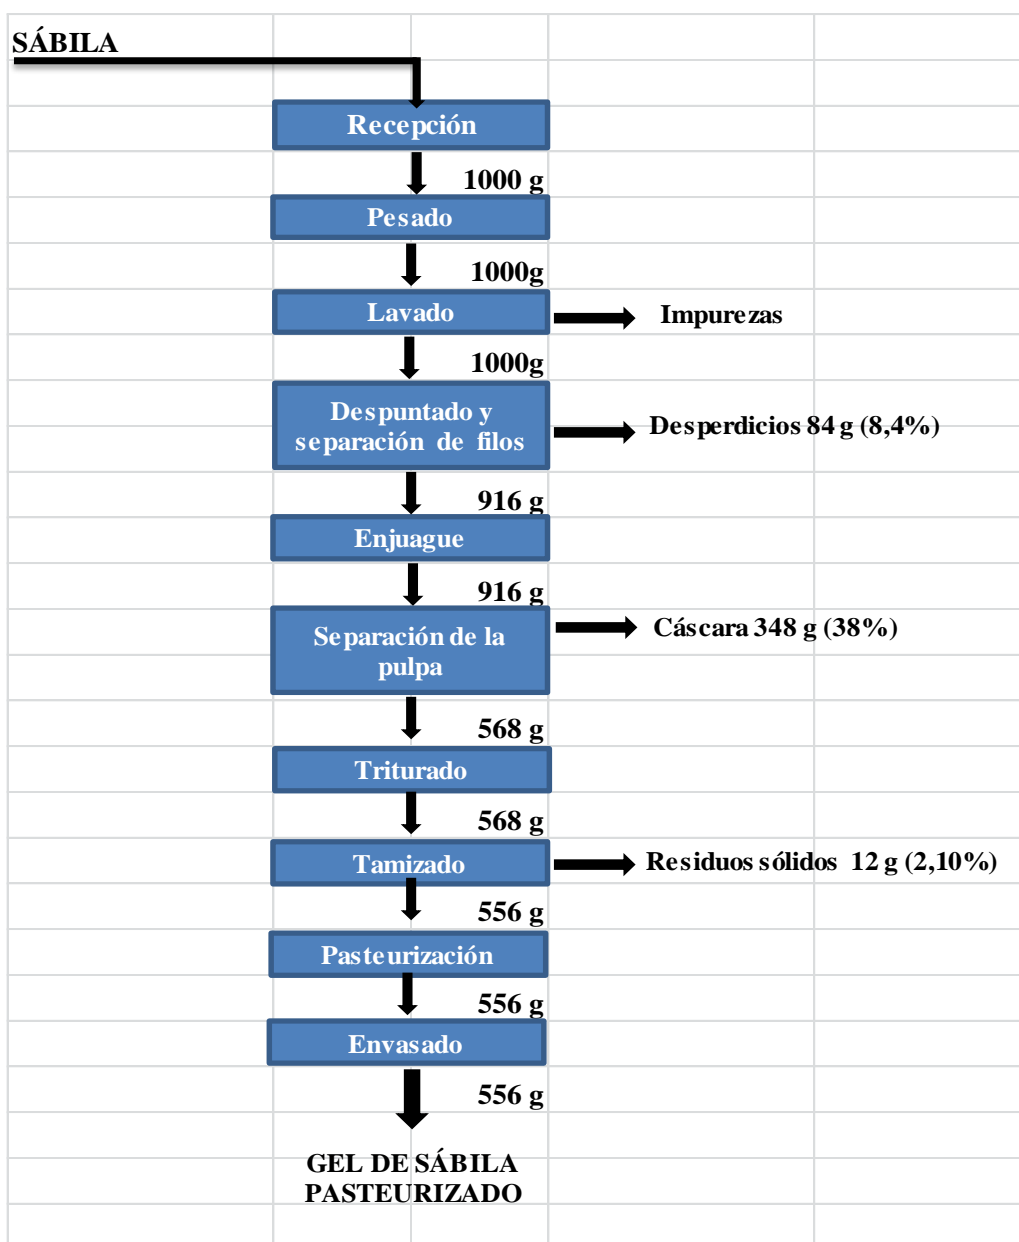 SÁBILA
Recepción
1000 g
Pesado
1000g
Lavado
Impurezas
1000g
Despuntado y
separación de filos
Desperdicios 84 g (8,4%)
916 g
Enjuague
916 g
Separación de la
pulpa
Cáscara 348 g (38%)
568 g
Triturado
568 g
Tamizado
Residuos sólidos 12 g (2,10%)
556 g
Pasteurización
556 g
Envasado
556 g
GEL DE SÁBILA
PASTEURIZADO